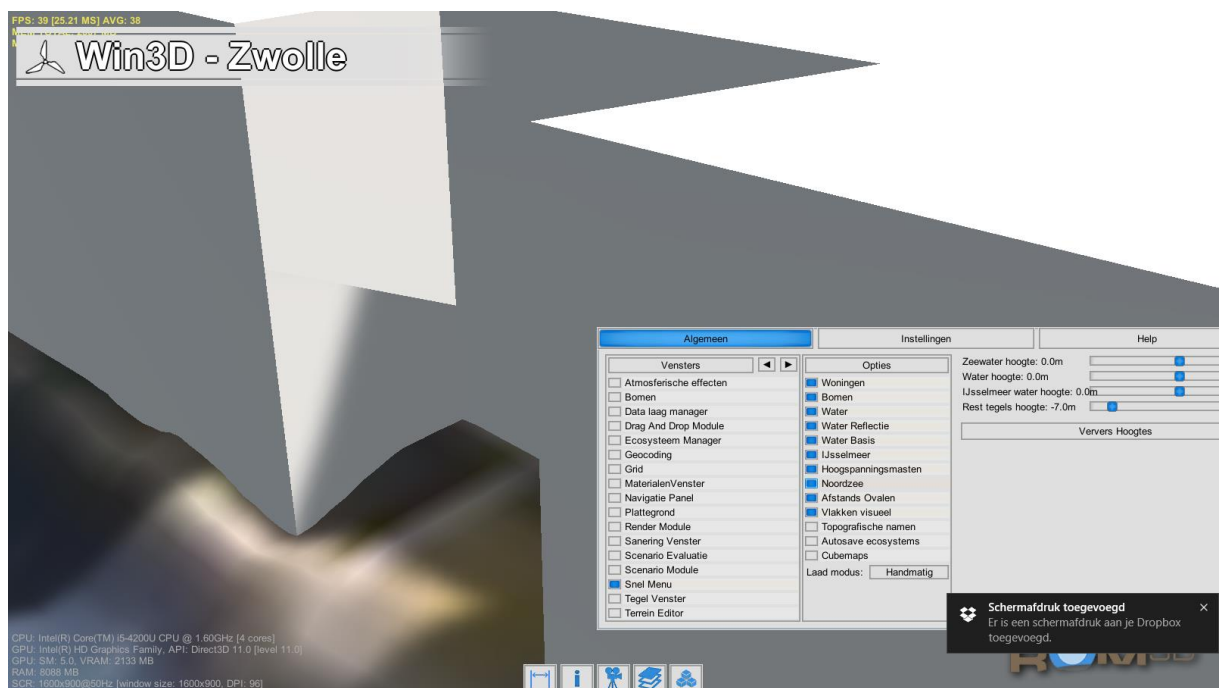 FPS: 39 [25.21 MS] AVG: 38
Win3D - Zwolle
Algemeen
Instellingen
Help
Vensters
Atmosferische effecten
Bomen
Data laag manager
Drag And Drop Module
Ecosysteem Manager
Geocoding
Grid
MaterialenVenster
Navigatie Panel
Plattegrond
Render Module
Sanering Venster
Scenario Evaluatie
Scenario Module
Snel Menu
Tegel Venster
Terrein Editor
Opties
Woningen
Bomen
Water
Water Reflectie
Water Basis
IJsselmeer
Hoogspanningsmasten
Noordzee
Afstands Ovalen
Vlakken visueel
Topografische namen
Autosave ecosystems
Cubemaps
Laad modus: Handmatig
Zeewater hoogte: 0.0m
Water hoogte: 0.0m
IJsselmeer water hoogte: 0.0m
Rest tegels hoogte: -7.0m
Ververs Hoogtes
Schermafdruk toegevoegd
Er is een schermafdruk aan je Dropbox
toegevoegd.
CPU: Intel(R) Core(TM) i5-4200U CPU @ 1.60GHz [4 cores]
GPU: Intel(R) HD Graphics Family, API: Direct3D 11.0 [level 11.0]
GPU: SM: 5.0, VRAM: 2133 MB
RAM: 8088 MB
SCR: 1600x900@50Hz [window size: 1600x900, DPI: 96]